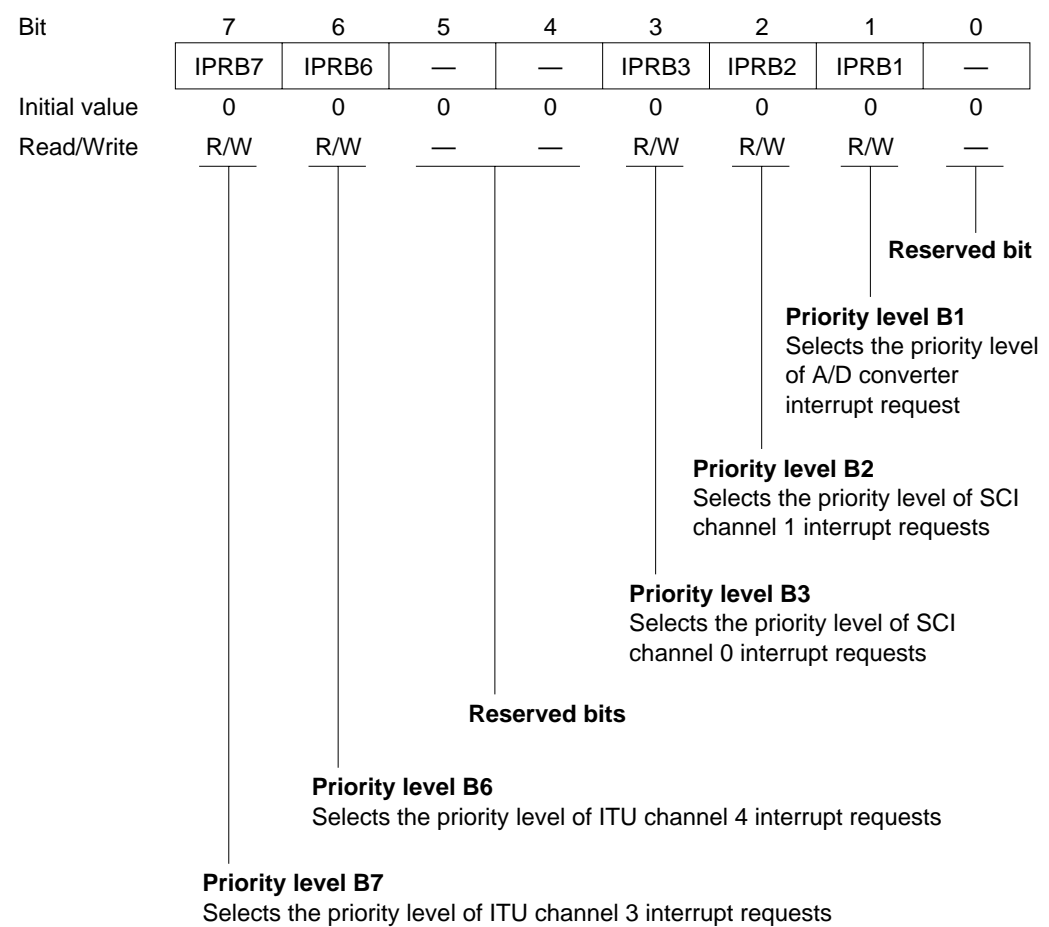 Bit 7 6 5 4 3 2 1 0
IPRB7 IPRB6 — — IPRB3 IPRB2 IPRB1 —
Initial value 0 0 0 0 0 0 0 0
Read/Write R/W R/W — — R/W R/W R/W —
Reserved bit
Priority level B1
Selects the priority level
of A/D converter
interrupt request
Priority level B2
Selects the priority level of SCI
channel 1 interrupt requests
Priority level B3
Selects the priority level of SCI
channel 0 interrupt requests
Reserved bits
Priority level B6
Selects the priority level of ITU channel 4 interrupt requests
Priority level B7
Selects the priority level of ITU channel 3 interrupt requests